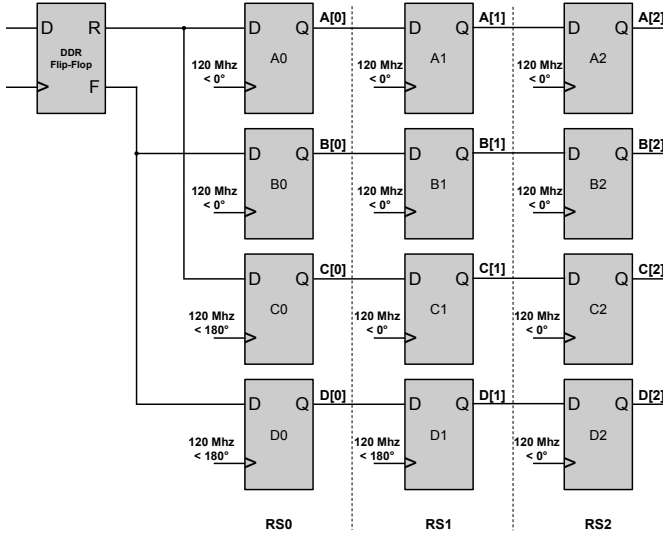 A[0]
A[1]
A[2]
D
R
DDR
Flip-Flop
F
D
Q
A0
120 Mhz
< 0°
D
Q
A1
120 Mhz
< 0°
D
Q
A2
120 Mhz
< 0°
B[0]
B[1]
B[2]
D
Q
B0
120 Mhz
< 0°
D
Q
B1
120 Mhz
< 0°
D
Q
B2
120 Mhz
< 0°
C[0]
C[1]
C[2]
D
Q
C0
120 Mhz
< 180°
D
Q
C1
120 Mhz
< 0°
D
Q
C2
120 Mhz
< 0°
D[0]
D[1]
D[2]
D
Q
D0
120 Mhz
< 180°
D
Q
D1
120 Mhz
< 180°
D
Q
D2
120 Mhz
< 0°
RS0
RS1
RS2